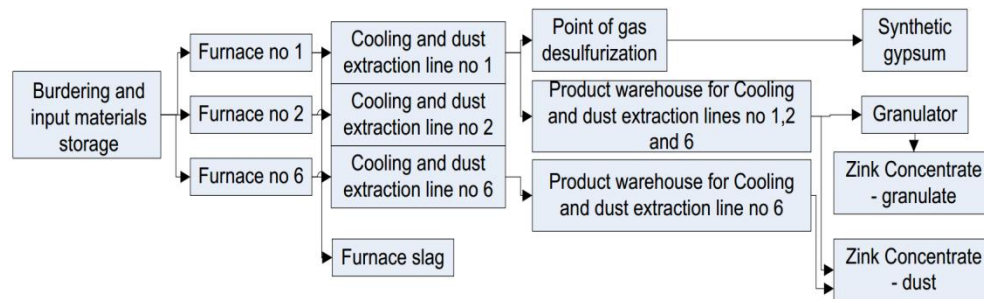 Burdering and
input materials
storage
Furnace no 1
Furnace no 2
Furnace no 6
Cooling and dust
extraction line no 1
Cooling and dust
extraction line no 2
Cooling and dust
extraction line no 6
Furnace slag
Point of gas
desulfurization
Product warehouse for Cooling
and dust extraction lines no 1,2
and 6
Product warehouse for Cooling
and dust extraction line no 6
Synthetic
gypsum
Granulator
Zink Concentrate
- granulate
Zink Concentrate
- dust